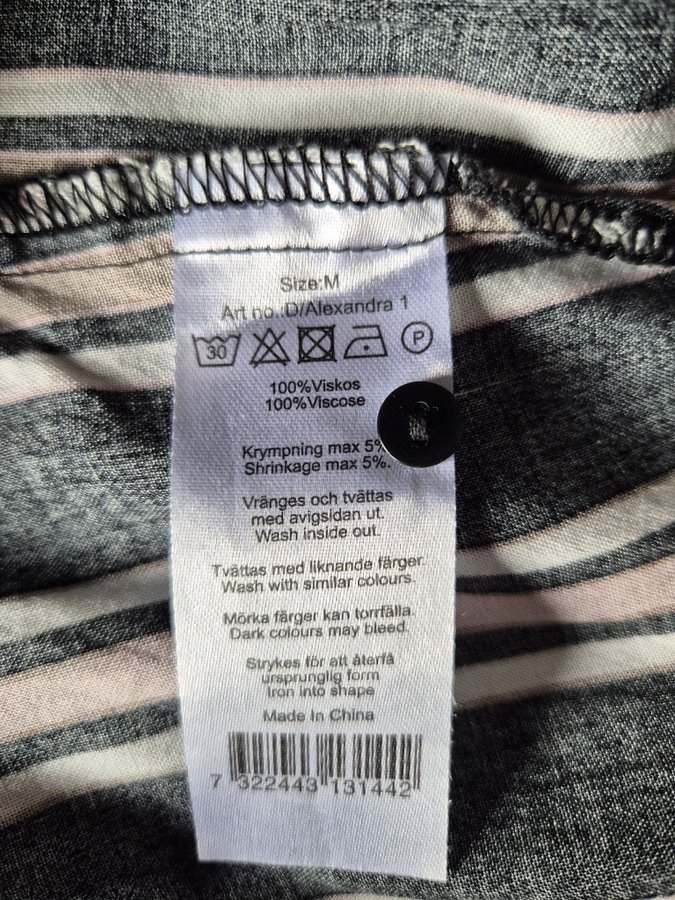 Size:M
Art no.:D/Alexandra 1
30 P
100%Viskos
100%Viscose
Krympning max 5%
Shrinkage max 5%.
Vränges och tvättas
med avigsidan ut.
Wash inside out.
Tvättas med liknande färger.
Wash with similar colours.
Mörka färger kan torrfälla.
Dark colours may bleed.
Strykes för att återfå
ursprunglig form
Iron into shape
Made In China
7 322443 131442